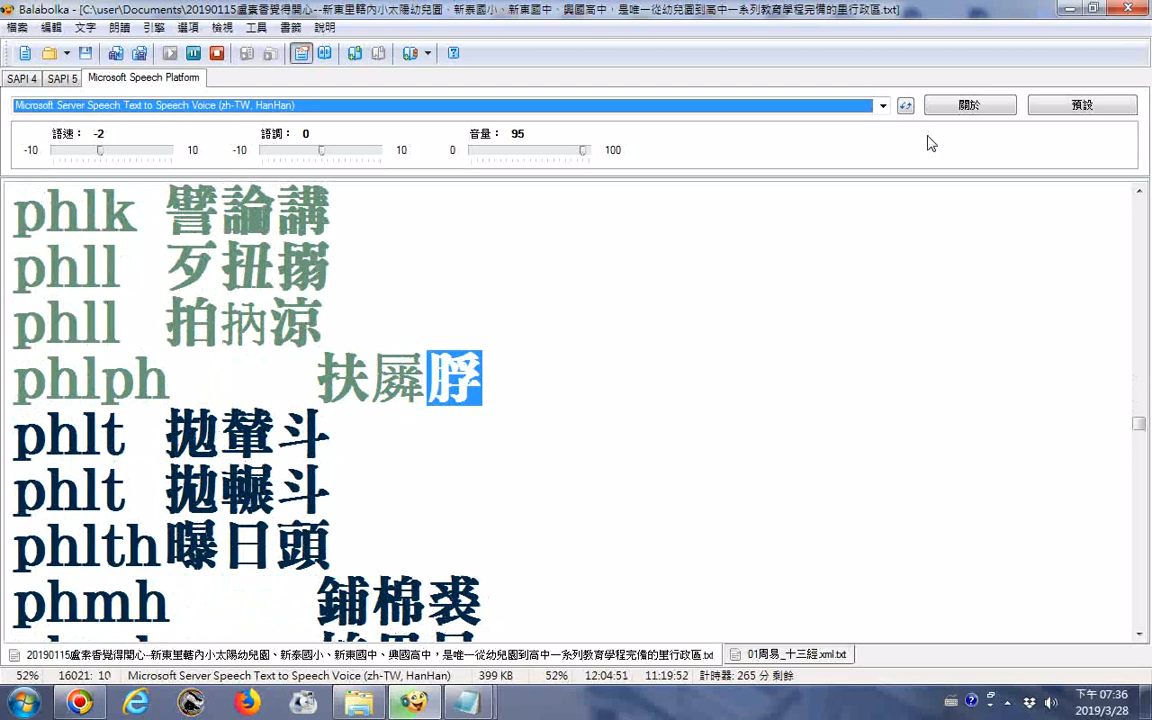 Balabolka - [C:\user\Documents\20190115盧素香覺得開心--新東里轄內小太陽幼兒園、新泰國小、新東國中、興國高中，是唯一從幼兒園到高中一系列教育學程完備的里行政區.txt]
檔案 編輯 文字 朗讀 引擎 選項 檢視 工具 書籤 說明
SAPI 4 SAPI 5 Microsoft Speech Platform
Microsoft Server Speech Text to Speech Voice (zh-TW, HanHan) 關於 預設
語速： -2 語調： 0 音量： 95
-10 10 -10 10 0 100
phlk 譬論講
phll 歹扭搦
phll 拍抐涼
phlph 扶屪脬
phlt 拋輦斗
phlt 拋輾斗
phlth 曝日頭
phmh 鋪棉裘
20190115盧素香覺得開心--新東里轄內小太陽幼兒園、新泰國小、新東國中、興國高中，是唯一從幼兒園到高中一系列教育學程完備的里行政區.txt 01周易_十三經.xml.txt
52% 16021: 10 Microsoft Server Speech Text to Speech Voice (zh-TW, HanHan) 399 KB 52% 12:04:51 11:19:52 計時器: 265 分 剩餘
下午 07:36
2019/3/28